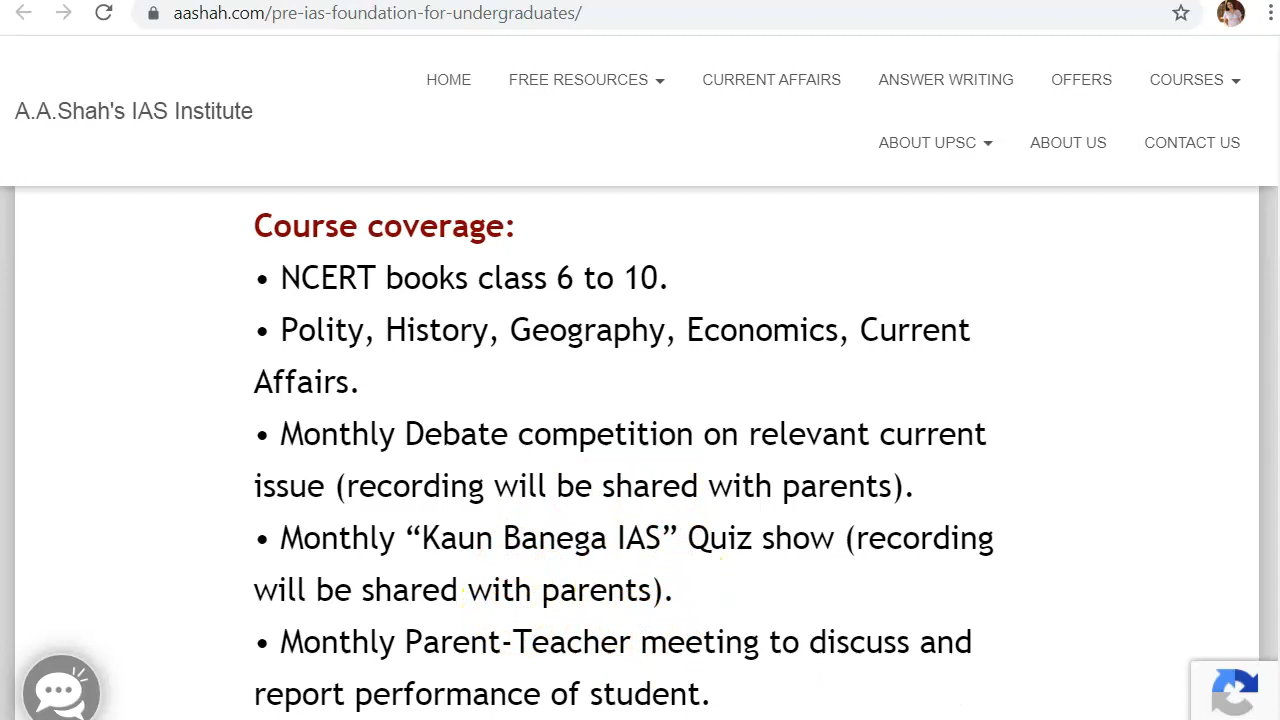 aashah.com/pre-ias-foundation-for-undergraduates/
HOME FREE RESOURCES CURRENT AFFAIRS ANSWER WRITING OFFERS COURSES
A.A.Shah's IAS Institute
ABOUT UPSC ABOUT US CONTACT US
Course coverage:
• NCERT books class 6 to 10.
• Polity, History, Geography, Economics, Current
Affairs.
• Monthly Debate competition on relevant current
issue (recording will be shared with parents).
• Monthly “Kaun Banega IAS” Quiz show (recording
will be shared with parents).
• Monthly Parent-Teacher meeting to discuss and
report performance of student.